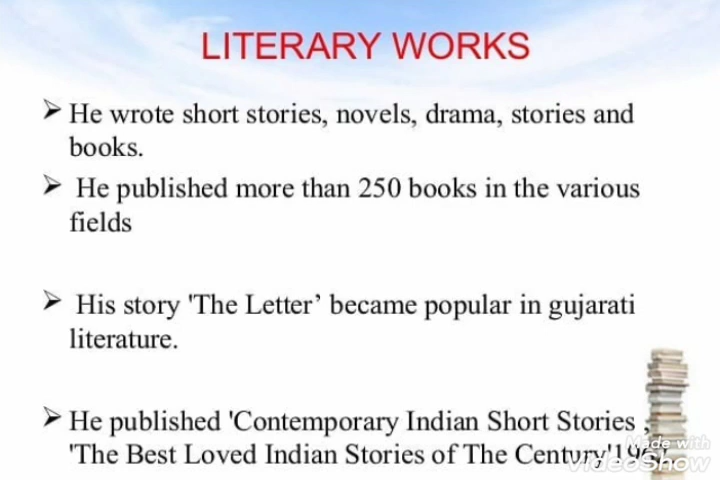 LITERARY WORKS
➢ He wrote short stories, novels, drama, stories and
books.
➢ He published more than 250 books in the various
fields
➢ His story 'The Letter’ became popular in gujarati
literature.
➢ He published 'Contemporary Indian Short Stories ,
'The Best Loved Indian Stories of The Century'
Made with
VideoShow